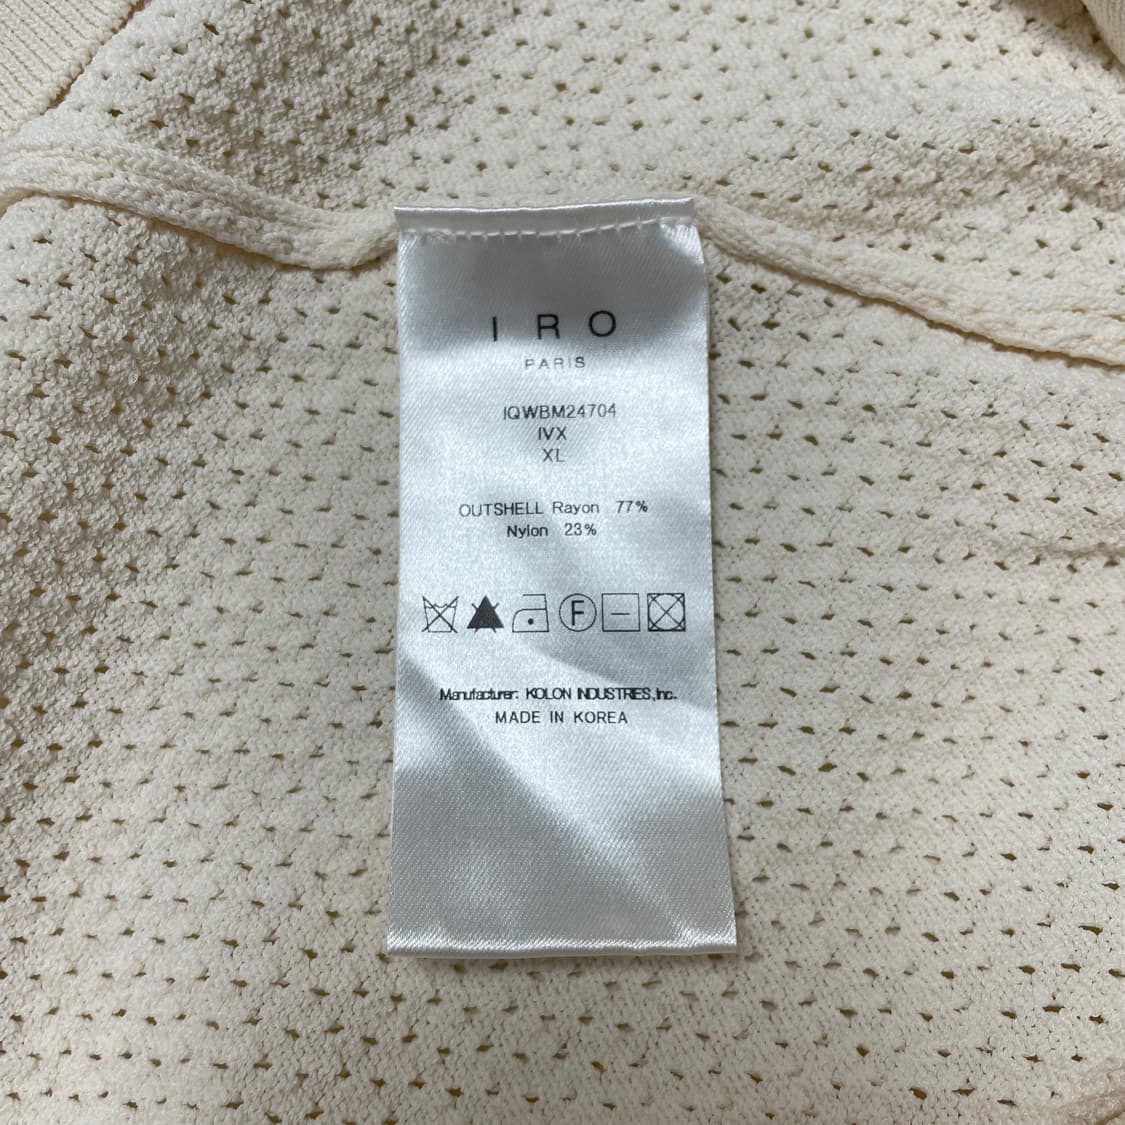 IRO
PARIS
IQWBM24704
IVX
XL
OUTSHELL Rayon 77%
Nylon 23%
F
Manufacturer: KOLON INDUSTRIES,Inc.
MADE IN KOREA